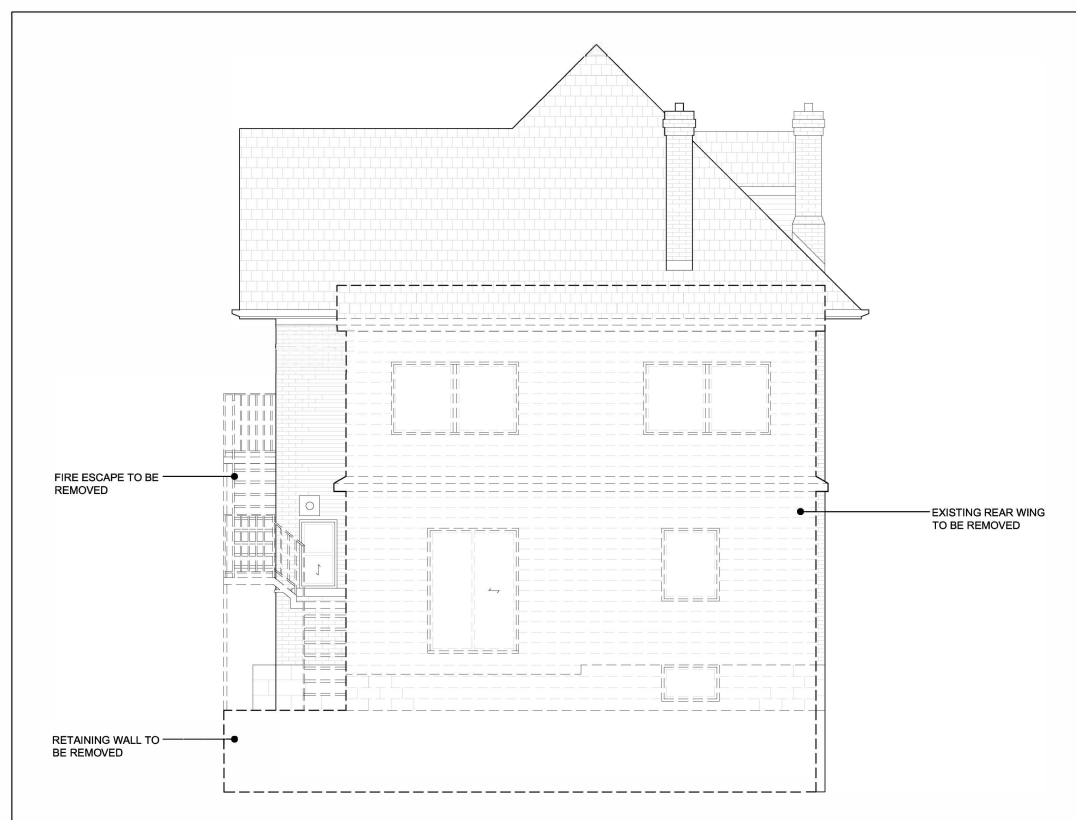 FIRE ESCAPE TO BE
REMOVED
EXISTING REAR WING
TO BE REMOVED
RETAINING WALL TO
BE REMOVED